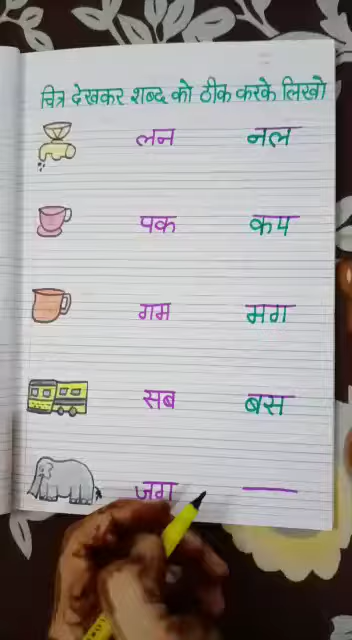 चित्र देखकर शब्द को ठीक करके लिखो
लन नल
पक कप
गम मग
सब बस
जग